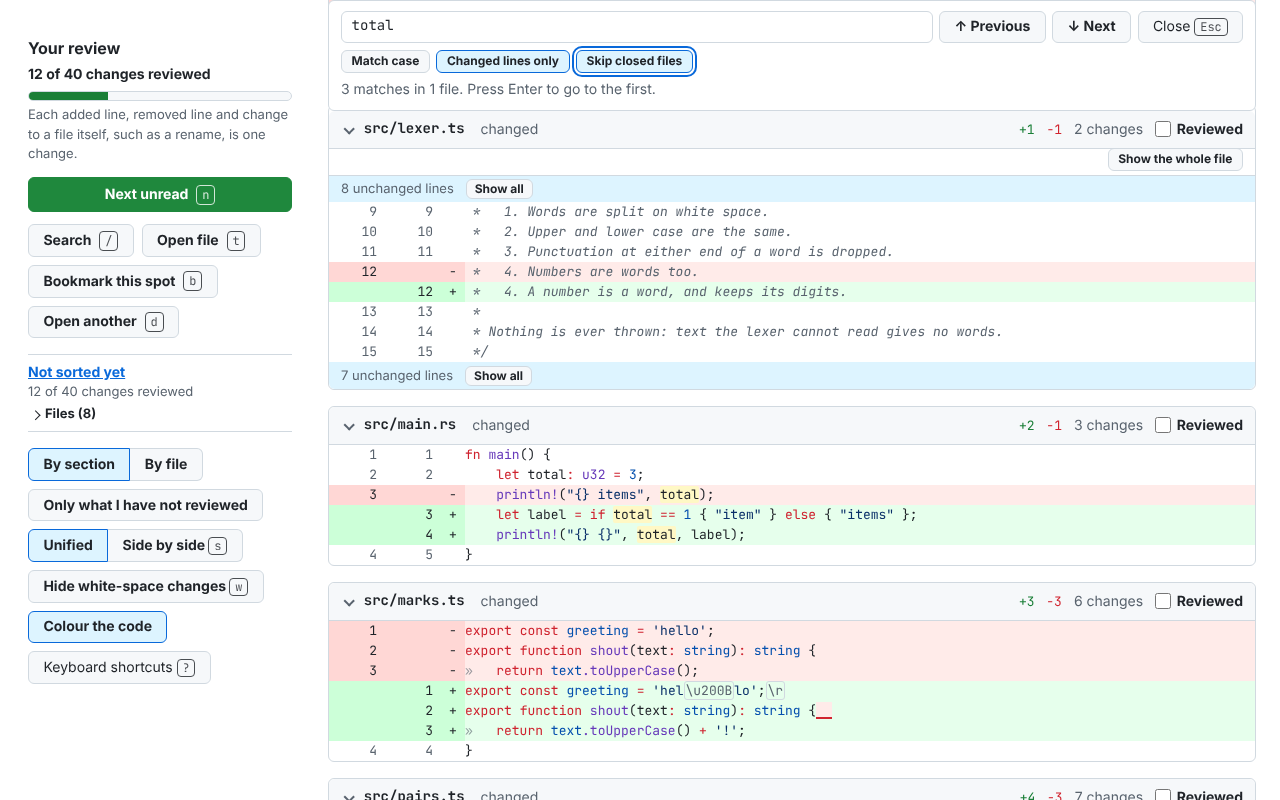 Your review
12 of 40 changes reviewed
Each added line, removed line and change
to a file itself, such as a rename, is one
change.
Next unread n
Search / Open file t
Bookmark this spot b
Open another d
Not sorted yet
12 of 40 changes reviewed
Files (8)
By section By file
Only what I have not reviewed
Unified Side by side s
Hide white-space changes w
Colour the code
Keyboard shortcuts ?
total ↑ Previous ↓ Next Close Esc
Match case Changed lines only Skip closed files
3 matches in 1 file. Press Enter to go to the first.
src/lexer.ts changed +1 -1 2 changes Reviewed
Show the whole file
8 unchanged lines Show all
9 9 * 1. Words are split on white space.
10 10 * 2. Upper and lower case are the same.
11 11 * 3. Punctuation at either end of a word is dropped.
12 - * 4. Numbers are words too.
12 + * 4. A number is a word, and keeps its digits.
13 13 *
14 14 * Nothing is ever thrown: text the lexer cannot read gives no words.
15 15 */
7 unchanged lines Show all
src/main.rs changed +2 -1 3 changes Reviewed
1 1 fn main() {
2 2 let total: u32 = 3;
3 - println!("{} items", total);
3 + let label = if total == 1 { "item" } else { "items" };
4 + println!("{} {}", total, label);
4 5 }
src/marks.ts changed +3 -3 6 changes Reviewed
1 - export const greeting = 'hello';
2 - export function shout(text: string): string {
3 - » return text.toUpperCase();
1 + export const greeting = 'hel\u200Blo';\r
2 + export function shout(text: string): string {
3 + » return text.toUpperCase() + '!';
4 4 }
src/pairs.ts changed +4 -3 7 changes Reviewed